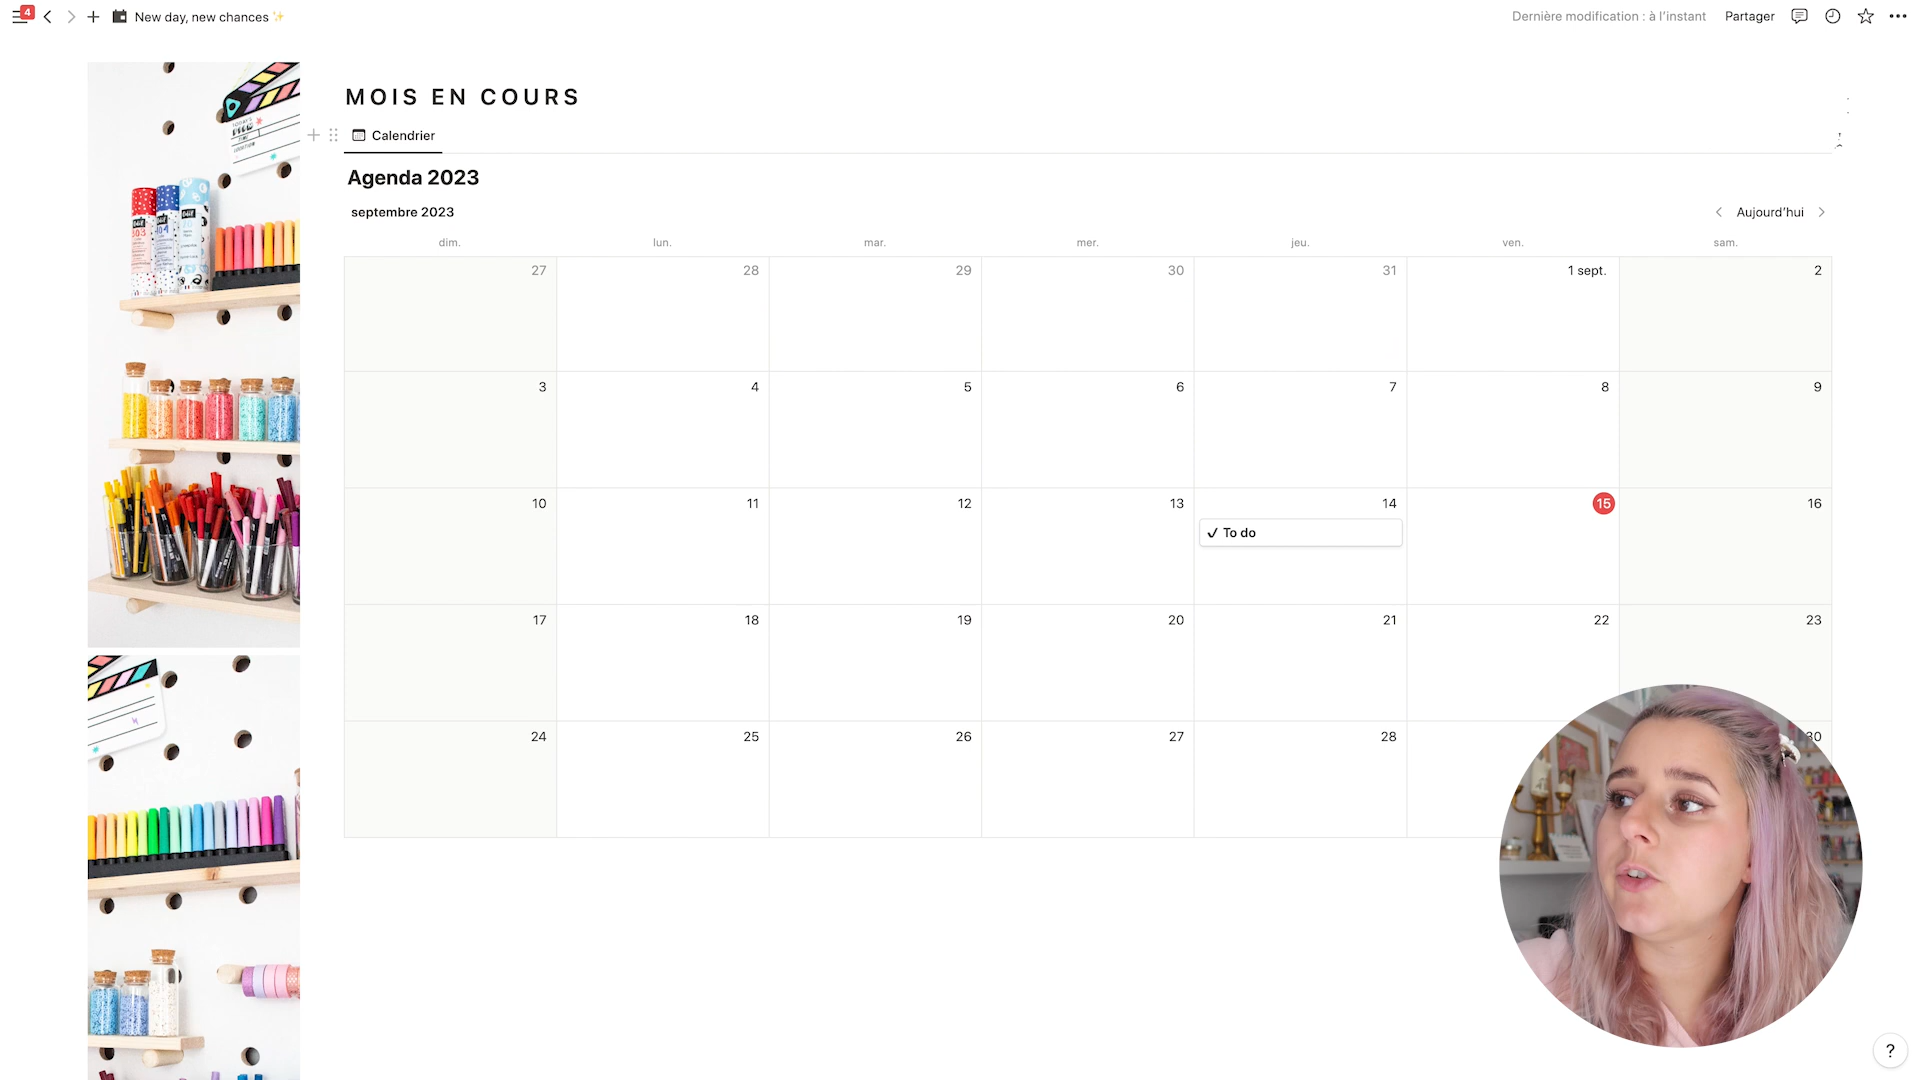 4
New day, new chances
Dernière modification : à l'instant
Partager
MOIS EN COURS
Calendrier
Agenda 2023
septembre 2023
Aujourd'hui
dim.
lun.
mar.
mer.
jeu.
ven.
sam.
27
28
29
30
31
1 sept.
2
3
4
5
6
7
8
9
10
11
12
13
14
15
16
✓ To do
17
18
19
20
21
22
23
24
25
26
27
28
30
?